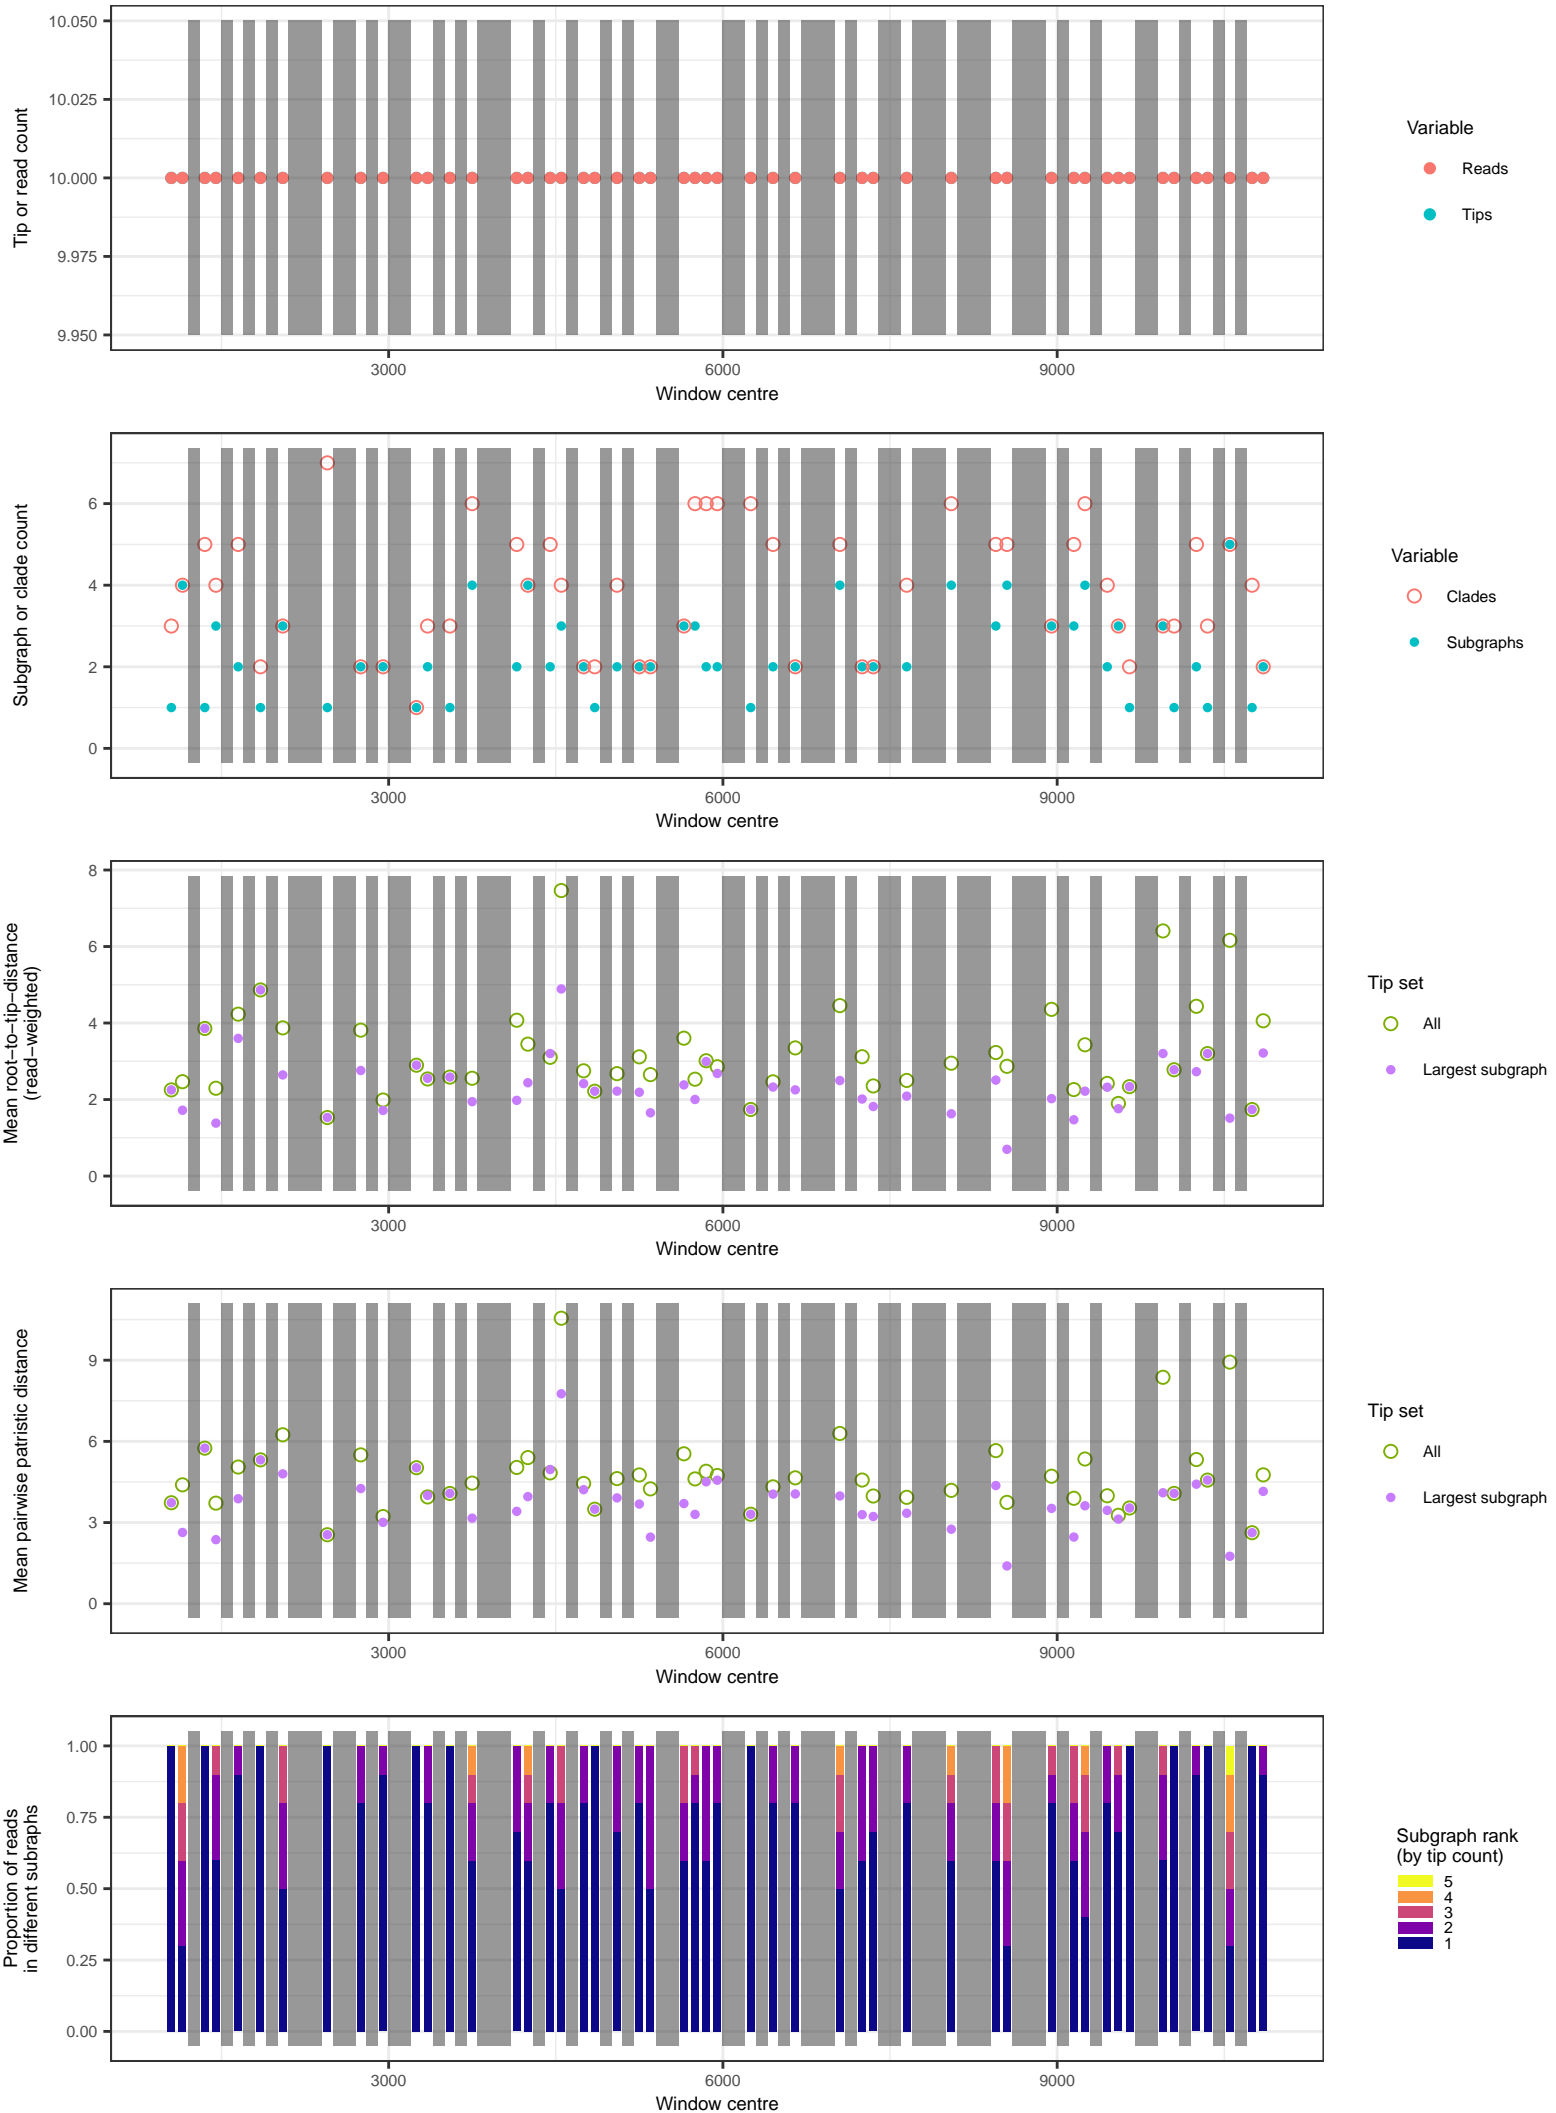 10.050
10.025
10.000
9.975
9.950
Tip or read count
3000
6000
9000
Window centre
Variable
Reads
Tips
6
4
2
0
Subgraph or clade count
3000
6000
9000
Window centre
Variable
Clades
Subgraphs
8
6
4
2
0
Mean root−to−tip−distance
(read−weighted)
3000
6000
9000
Window centre
Tip set
All
Largest subgraph
9
6
3
0
Mean pairwise patristic distance
3000
6000
9000
Window centre
Tip set
All
Largest subgraph
1.00
0.75
0.50
0.25
0.00
Proportion of reads
in different subraphs
3000
6000
9000
Window centre
Subgraph rank
(by tip count)
5
4
3
2
1